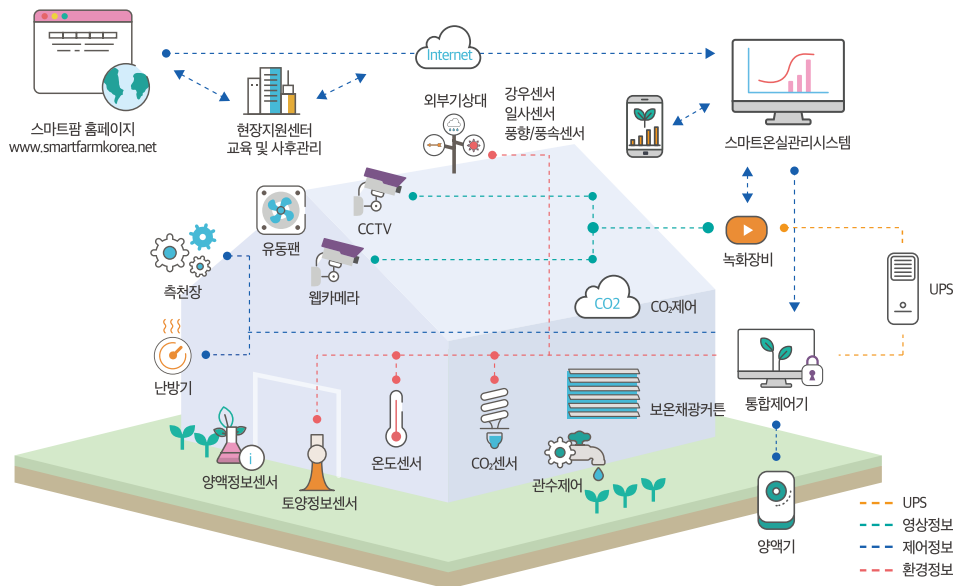 Internet
스마트팜 홈페이지
www.smartfarmkorea.net
현장지원센터
교육 및 사후관리
외부기상대
강우센서
일사센서
풍향/풍속센서
스마트온실관리시스템
CCTV
유동팬
웹카메라
측천장
녹화장비
UPS
CO2
CO₂제어
난방기
통합제어기
보온채광커튼
온도센서
CO₂센서
관수제어
i
양액정보센서
토양정보센서
양액기
UPS
영상정보
제어정보
환경정보